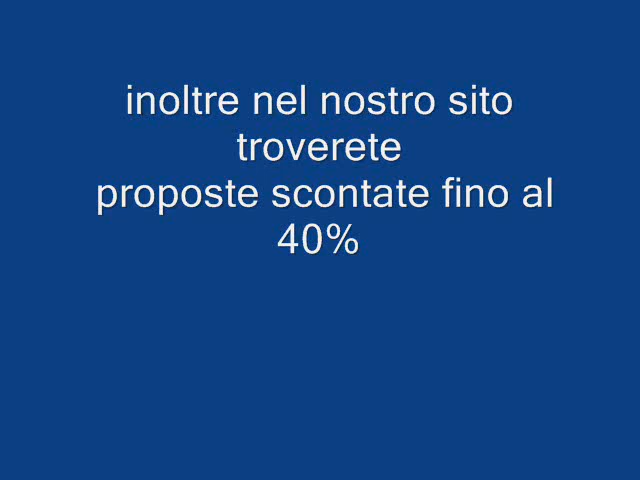 inoltre nel nostro sito
troverete
proposte scontate fino al
40%